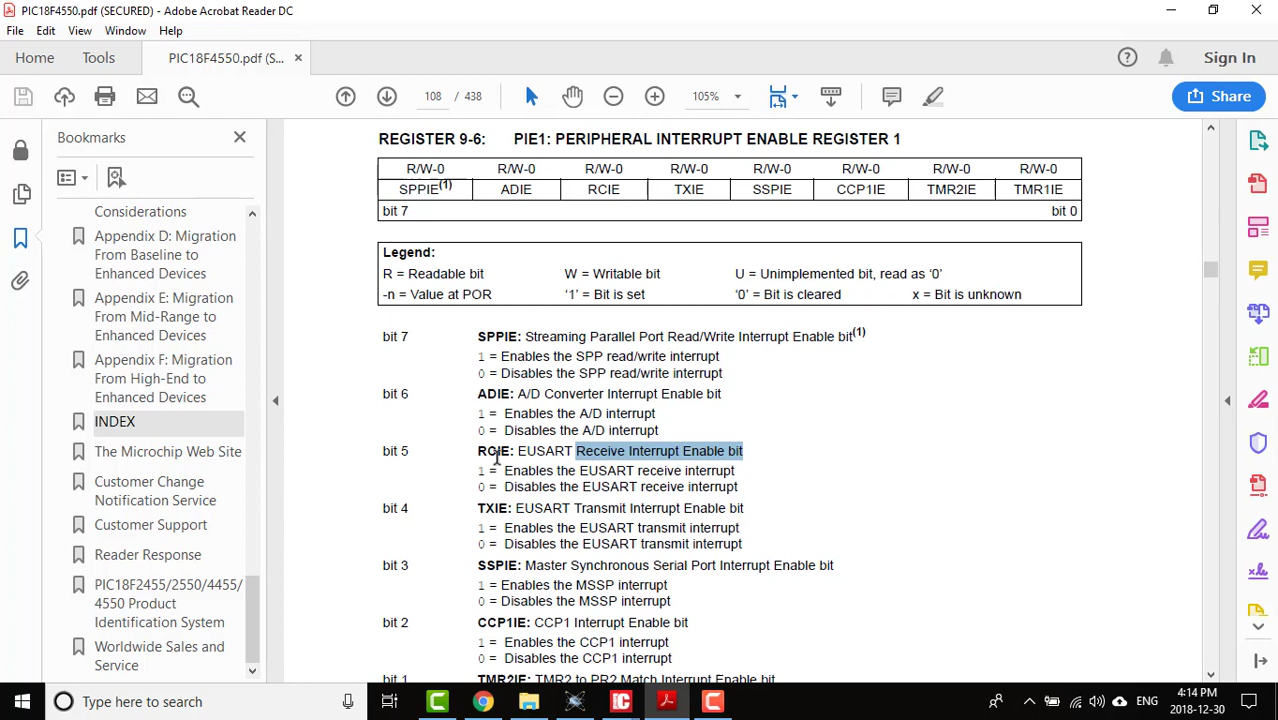 PIC18F4550.pdf (SECURED) - Adobe Acrobat Reader DC
File Edit View Window Help
Home Tools PIC18F4550.pdf (S... × Sign In
108 / 438 105% Share
Bookmarks
Considerations
Appendix D: Migration
From Baseline to
Enhanced Devices
Appendix E: Migration
From Mid-Range to
Enhanced Devices
Appendix F: Migration
From High-End to
Enhanced Devices
INDEX
The Microchip Web Site
Customer Change
Notification Service
Customer Support
Reader Response
PIC18F2455/2550/4455/
4550 Product
Identification System
Worldwide Sales and
Service
REGISTER 9-6: PIE1: PERIPHERAL INTERRUPT ENABLE REGISTER 1
R/W-0 R/W-0 R/W-0 R/W-0 R/W-0 R/W-0 R/W-0 R/W-0
SPPIE(1) ADIE RCIE TXIE SSPIE CCP1IE TMR2IE TMR1IE
bit 7 bit 0
Legend:
R = Readable bit W = Writable bit U = Unimplemented bit, read as ‘0’
-n = Value at POR ‘1’ = Bit is set ‘0’ = Bit is cleared x = Bit is unknown
bit 7 SPPIE: Streaming Parallel Port Read/Write Interrupt Enable bit(1)
1 = Enables the SPP read/write interrupt
0 = Disables the SPP read/write interrupt
bit 6 ADIE: A/D Converter Interrupt Enable bit
1 = Enables the A/D interrupt
0 = Disables the A/D interrupt
bit 5 RCIE: EUSART Receive Interrupt Enable bit
1 = Enables the EUSART receive interrupt
0 = Disables the EUSART receive interrupt
bit 4 TXIE: EUSART Transmit Interrupt Enable bit
1 = Enables the EUSART transmit interrupt
0 = Disables the EUSART transmit interrupt
bit 3 SSPIE: Master Synchronous Serial Port Interrupt Enable bit
1 = Enables the MSSP interrupt
0 = Disables the MSSP interrupt
bit 2 CCP1IE: CCP1 Interrupt Enable bit
1 = Enables the CCP1 interrupt
0 = Disables the CCP1 interrupt
bit 1 TMR2IE: TMR2 to PR2 Match Interrupt Enable bit
Type here to search
ENG
4:14 PM
2018-12-30